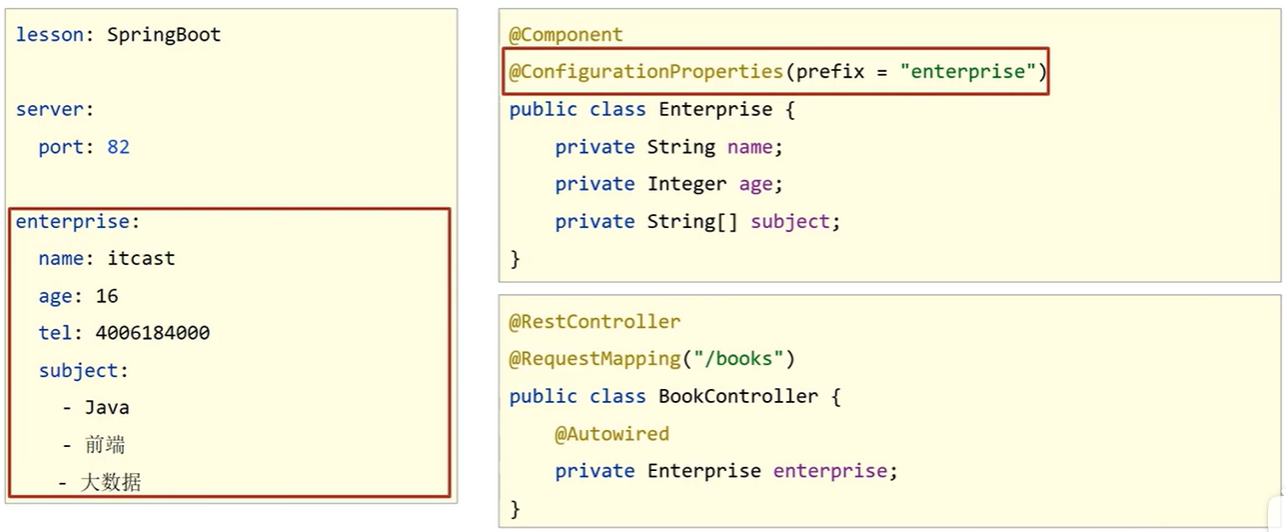 lesson: SpringBoot
server:
port: 82
enterprise:
name: itcast
age: 16
tel: 4006184000
subject:
- Java
- 前端
- 大数据
@Component
@ConfigurationProperties(prefix = "enterprise")
public class Enterprise {
private String name;
private Integer age;
private String[] subject;
}
@RestController
@RequestMapping("/books")
public class BookController {
@Autowired
private Enterprise enterprise;
}